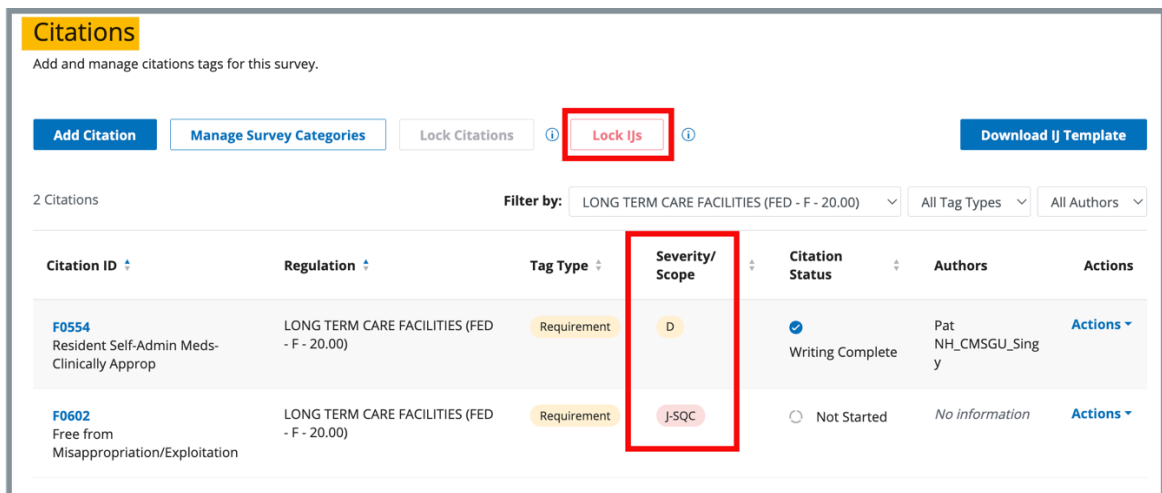 Citations
Add and manage citations tags for this survey.
Add Citation Manage Survey Categories Lock Citations Lock IJs Download IJ Template
2 Citations Filter by: LONG TERM CARE FACILITIES (FED - F - 20.00) All Tag Types All Authors
Citation ID Regulation Tag Type Severity/ Scope Citation Status Authors Actions
F0554 LONG TERM CARE FACILITIES (FED Requirement D Pat Actions
Resident Self-Admin Meds- - F - 20.00) Writing Complete NH_CMSGU_Sing
Clinically Approp y
F0602 LONG TERM CARE FACILITIES (FED Requirement J-SQC Not Started No information Actions
Free from - F - 20.00)
Misappropriation/Exploitation